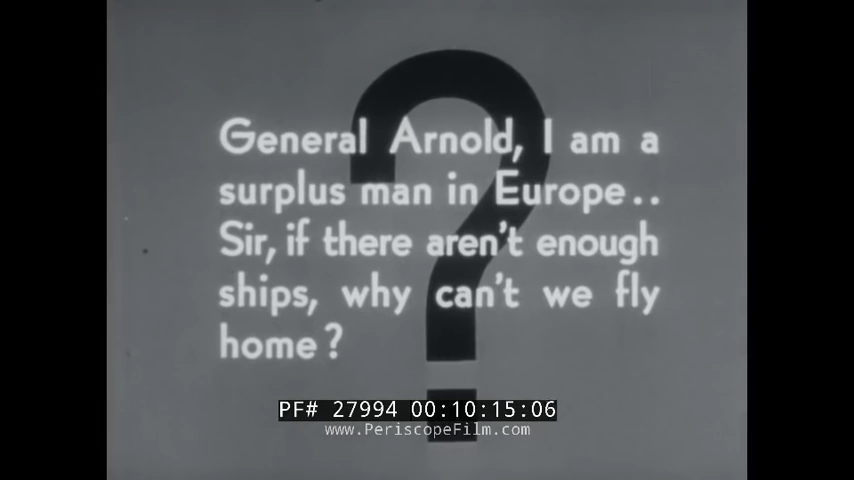 General Arnold, I am a
surplus man in Europe..
Sir, if there aren't enough
ships, why can't we fly
home?
PF# 27994 00:10:15:06
www.PeriscopeFilm.com